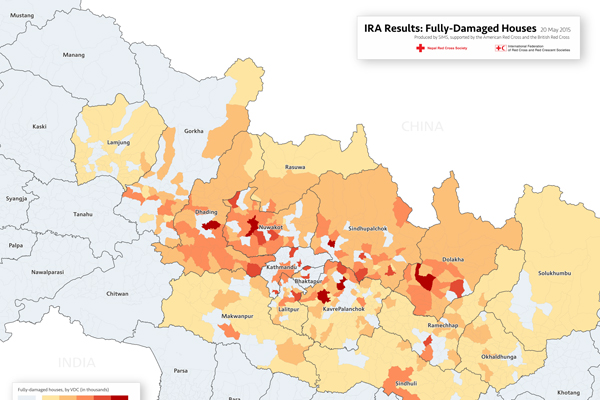 IRA Results: Fully-Damaged Houses 20 May 2015
Produced by SIMS, supported by the American Red Cross and the British Red Cross
Nepal Red Cross Society
International Federation
of Red Cross and Red Crescent Societies
Mustang
Manang
CHINA
Kaski
Gorkha
Lamjung
Rasuwa
Syangja
Tanahu
Dhading
Nuwakot
Sindhupalchok
Palpa
Dolakha
Nawalparasi
Kathmandu
Solukhumbu
Bhaktapur
Chitwan
Lalitpur
KavrePalanchok
Makwanpur
Ramechhap
Okhaldhunga
INDIA
Parsa
Sindhuli
Bara
Khotang
Fully-damaged houses, by VDC (in thousands)